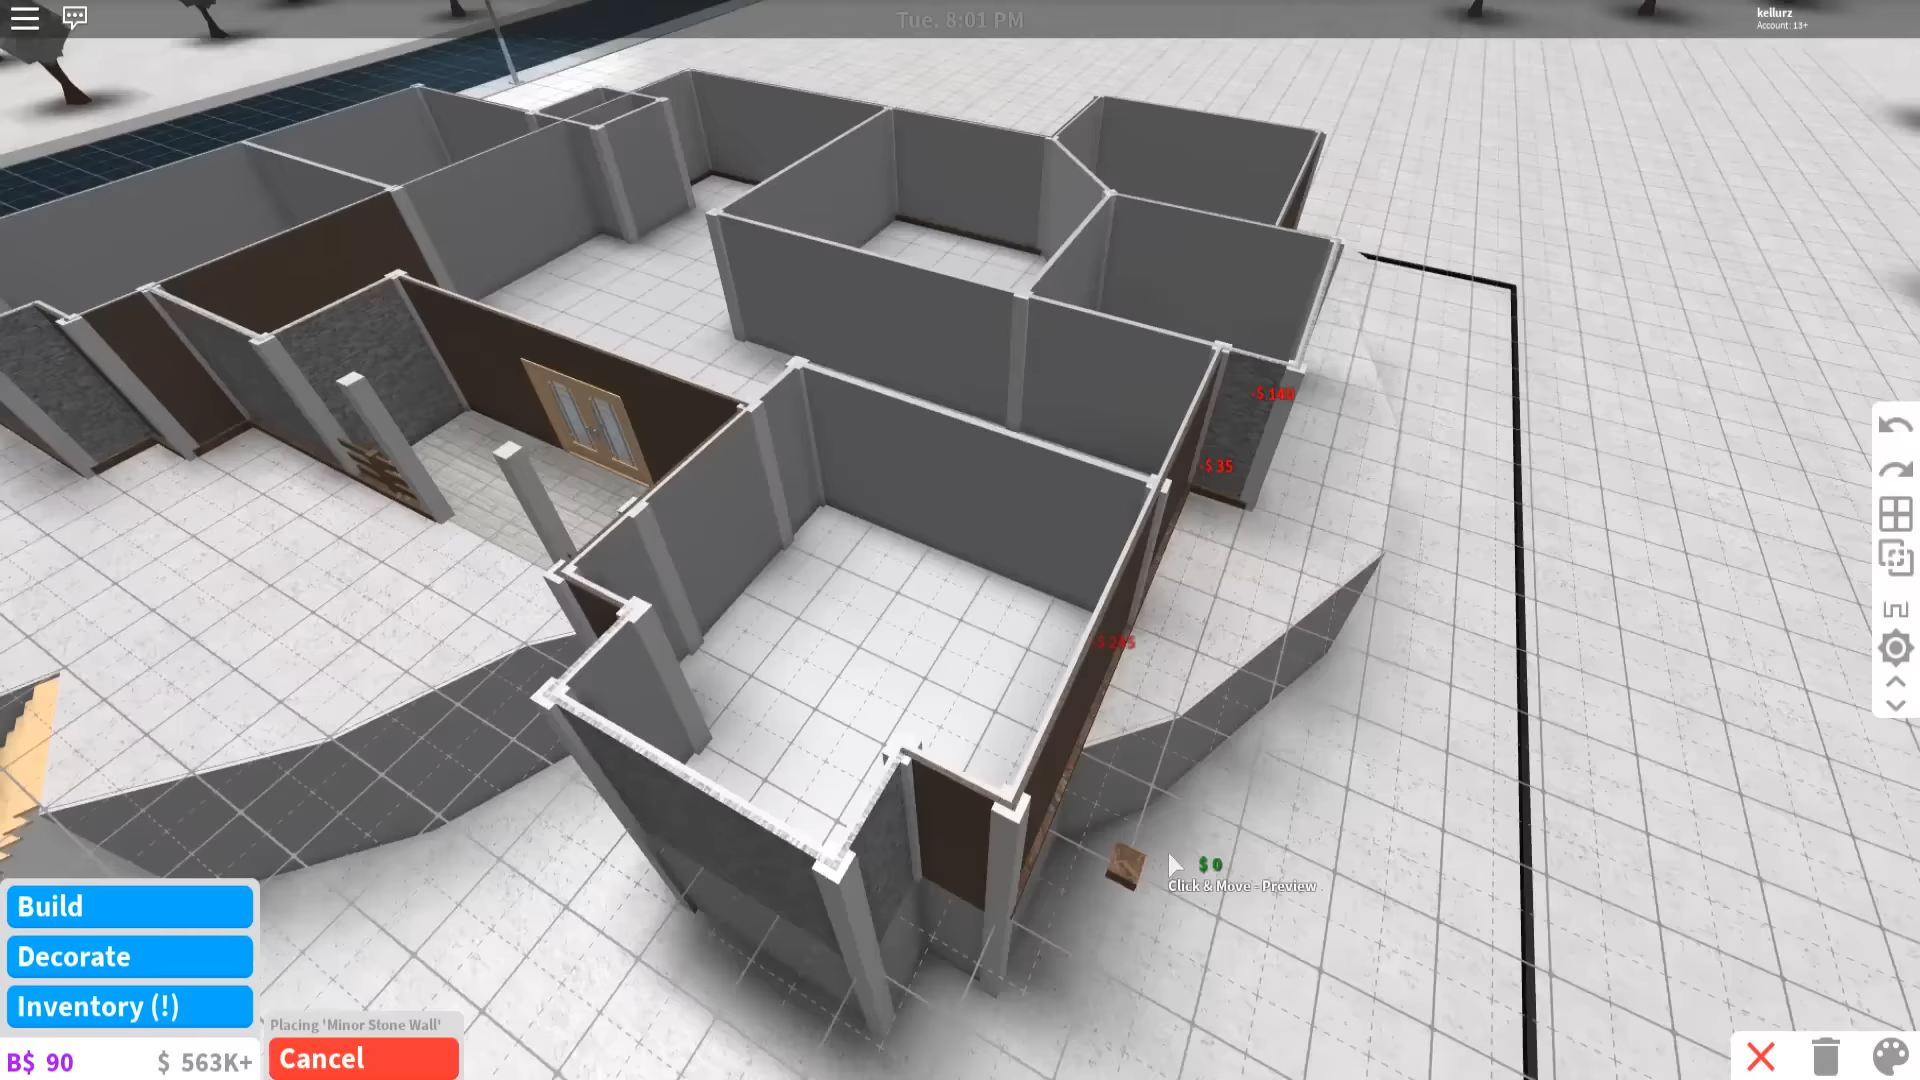 Tue, 8:01 PM
kellurz
Account: 13+
-$ 140
-$ 35
-$ 245
$ 0
Click & Move - Preview
Build
Decorate
Inventory (!)
Placing 'Minor Stone Wall'
B$ 90
$ 563K+
Cancel